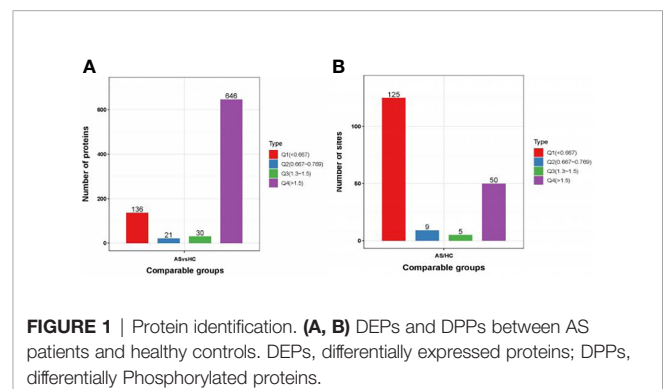 A
646
600
400
200
0
136
21
30
Number of proteins
ASvsHC
Comparable groups
Type
Q1(<0.667)
Q2(0.667−0.769)
Q3(1.3−1.5)
Q4(>1.5)
B
125
100
50
50
0
9
5
Number of sites
AS/HC
Comparable groups
Type
Q1(<0.667)
Q2(0.667−0.769)
Q3(1.3−1.5)
Q4(>1.5)
FIGURE 1 | Protein identification. (A, B) DEPs and DPPs between AS
patients and healthy controls. DEPs, differentially expressed proteins; DPPs,
differentially Phosphorylated proteins.